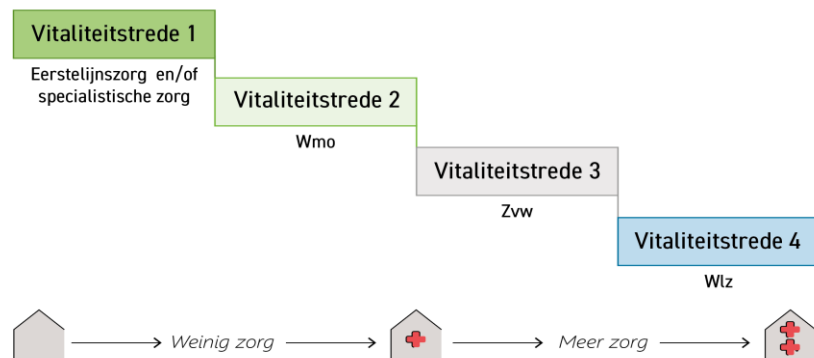 Vitaliteitstrede 1
Eerstelijnszorg en/of
specialistische zorg
Vitaliteitstrede 2
Wmo
Vitaliteitstrede 3
Zvw
Vitaliteitstrede 4
Wlz
Weinig zorg
Meer zorg